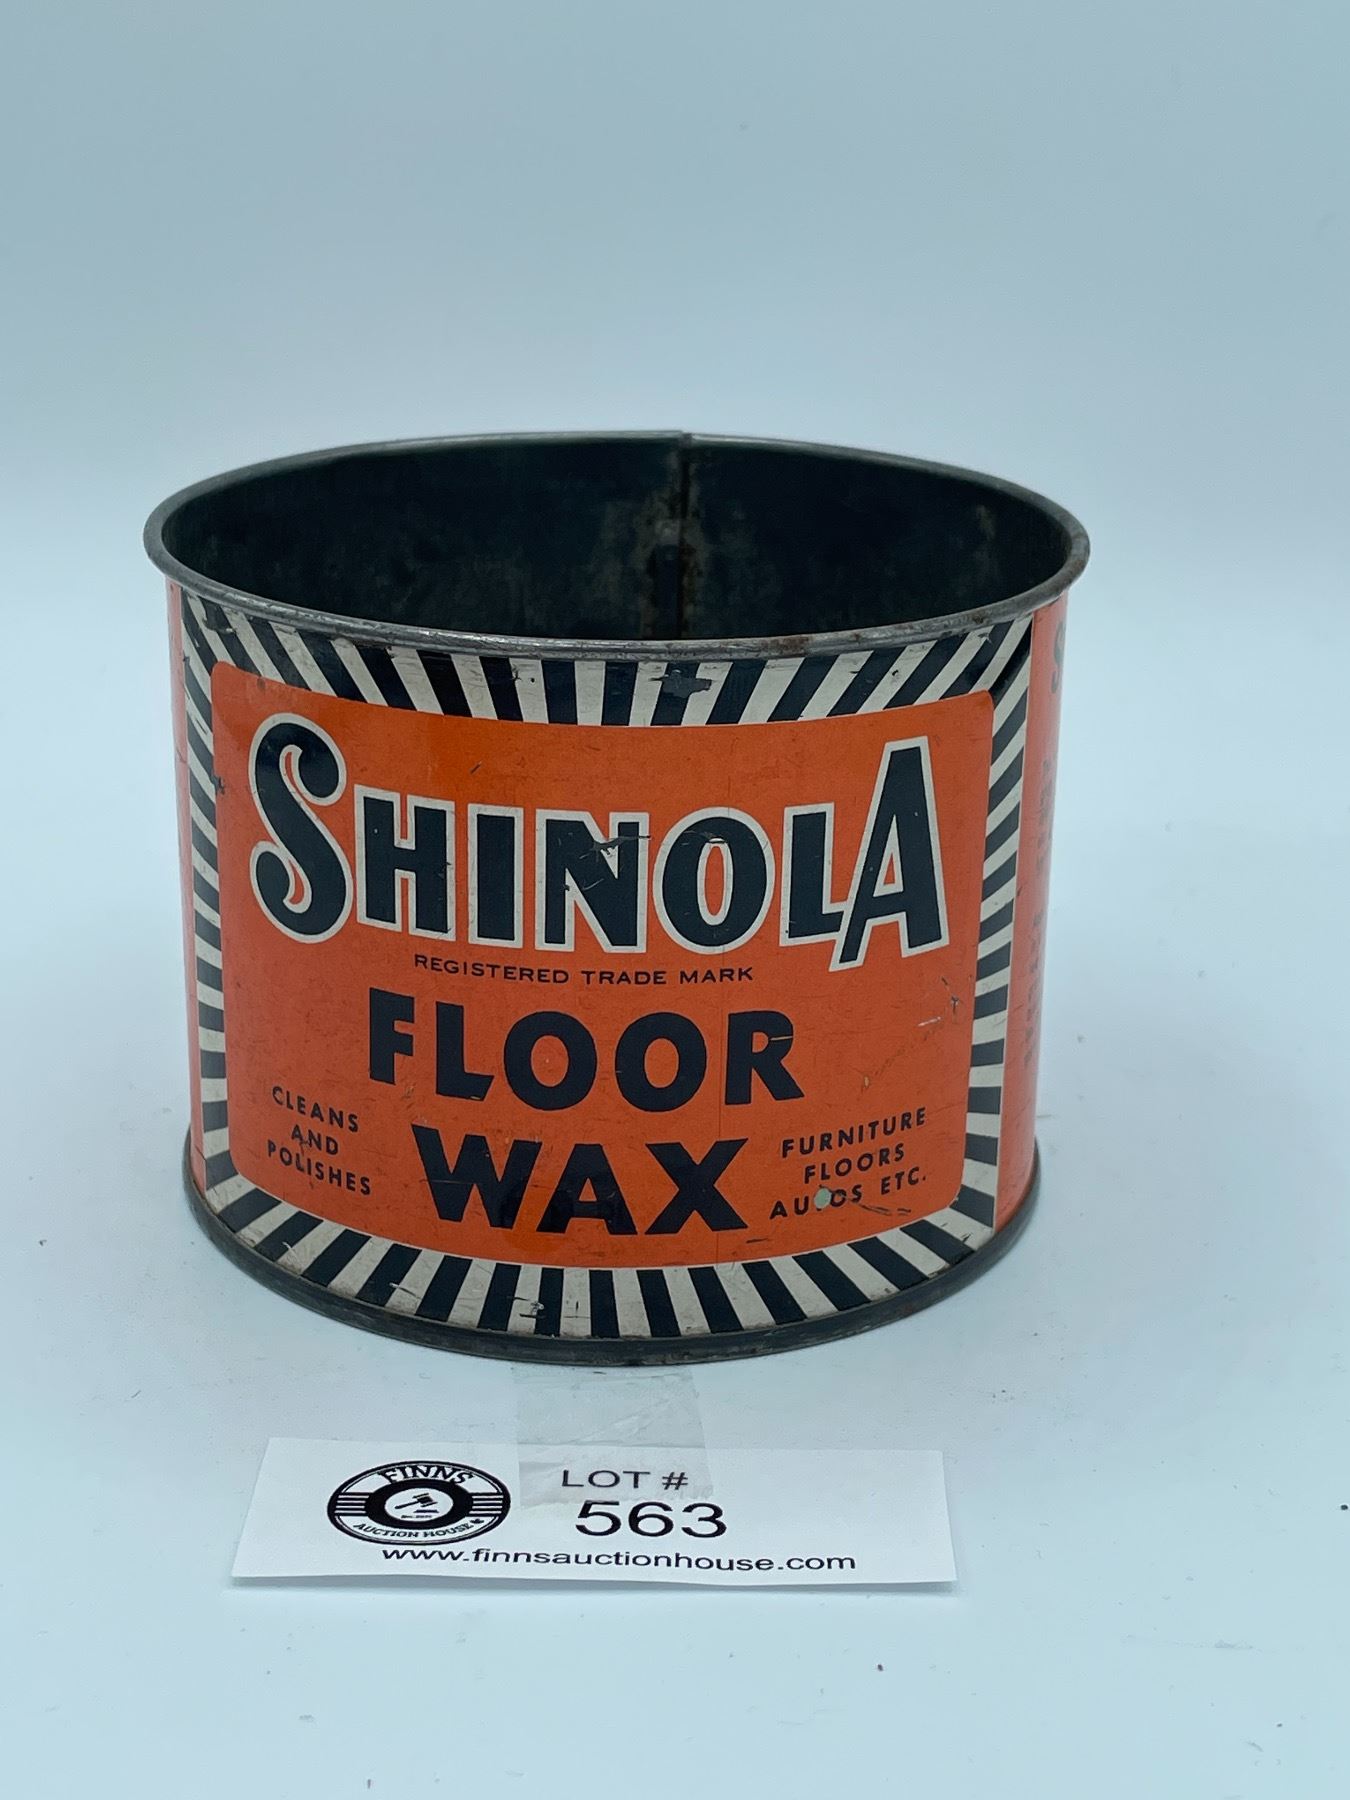 SHINOLA
REGISTERED TRADE MARK
FLOOR
WAX
CLEANS
AND
POLISHES
FURNITURE
FLOORS
AUTOS ETC.
FINNS
AUCTION HOUSE
LOT #
563
www.finnsauctionhouse.com